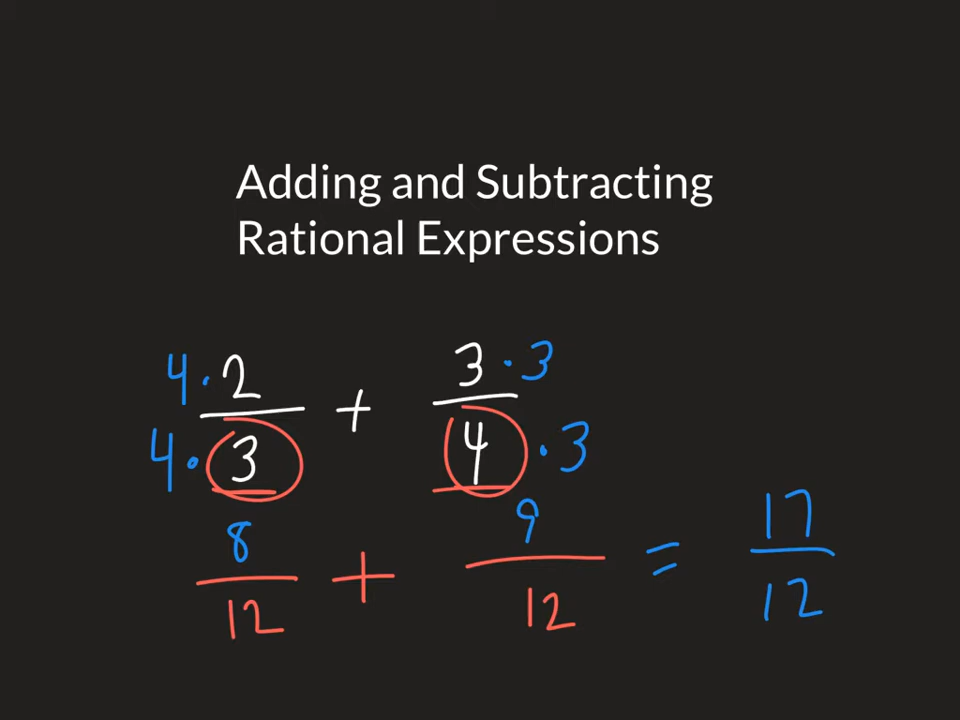 Adding and Subtracting
Rational Expressions
4 · 2 / 4 · 3 + 3 · 3 / 4 · 3
8 / 12 + 9 / 12 = 17 / 12